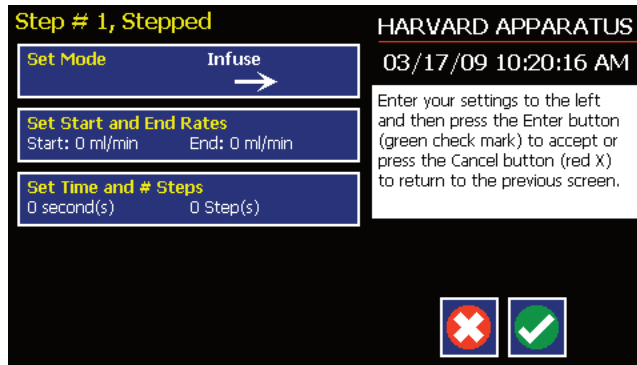 Step # 1, Stepped
Set Mode Infuse
Set Start and End Rates
Start: 0 ml/min End: 0 ml/min
Set Time and # Steps
0 second(s) 0 Step(s)
HARVARD APPARATUS
03/17/09 10:20:16 AM
Enter your settings to the left
and then press the Enter button
(green check mark) to accept or
press the Cancel button (red X)
to return to the previous screen.